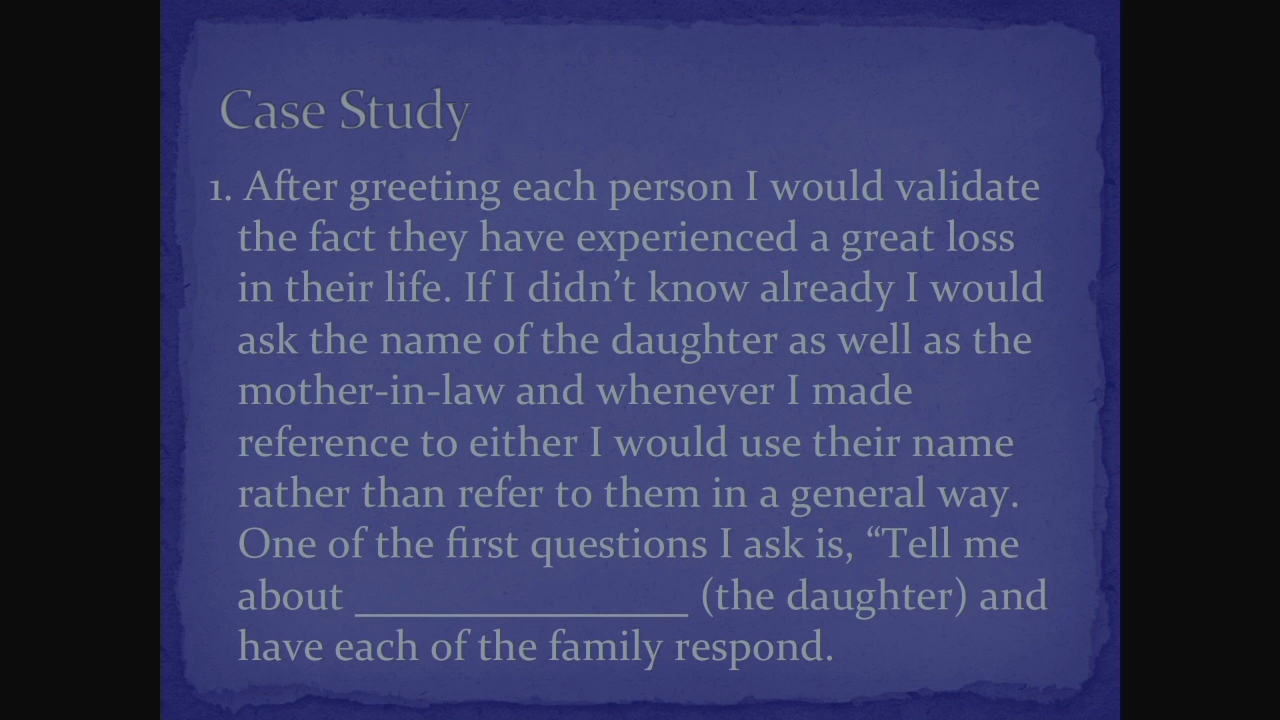 Case Study
1. After greeting each person I would validate
the fact they have experienced a great loss
in their life. If I didn’t know already I would
ask the name of the daughter as well as the
mother-in-law and whenever I made
reference to either I would use their name
rather than refer to them in a general way.
One of the first questions I ask is, “Tell me
about ________________ (the daughter) and
have each of the family respond.